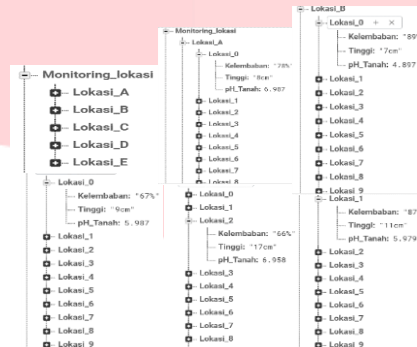 Monitoring_lokasi
Lokasi_A
Lokasi_B
Lokasi_C
Lokasi_D
Lokasi_E
Monitoring_lokasi
Lokasi_A
Lokasi_0
Kelembaban: "78%"
Tinggi: "8cm"
pH_Tanah: 6.987
Lokasi_1
Lokasi_2
Lokasi_3
Lokasi_4
Lokasi_5
Lokasi_6
Lokasi_7
Lokasi_8
Lokasi_B
Lokasi_0 + ×
Kelembaban: "89
Tinggi: "7cm"
pH_Tanah: 4.897
Lokasi_1
Lokasi_2
Lokasi_3
Lokasi_4
Lokasi_5
Lokasi_6
Lokasi_7
Lokasi_8
Lokasi_9
Lokasi_0
Kelembaban: "67%"
Tinggi: "9cm"
pH_Tanah: 5.987
Lokasi_1
Lokasi_2
Lokasi_3
Lokasi_4
Lokasi_5
Lokasi_6
Lokasi_7
Lokasi_8
Lokasi_9
Lokasi_0
Lokasi_1
Lokasi_2
Kelembaban: "66%"
Tinggi: "17cm"
pH_Tanah: 6.958
Lokasi_3
Lokasi_4
Lokasi_5
Lokasi_6
Lokasi_7
Lokasi_8
Lokasi_1
Kelembaban: "87
Tinggi: "11cm"
pH_Tanah: 5.979
Lokasi_2
Lokasi_3
Lokasi_4
Lokasi_5
Lokasi_6
Lokasi_7
Lokasi_8
Lokasi_9